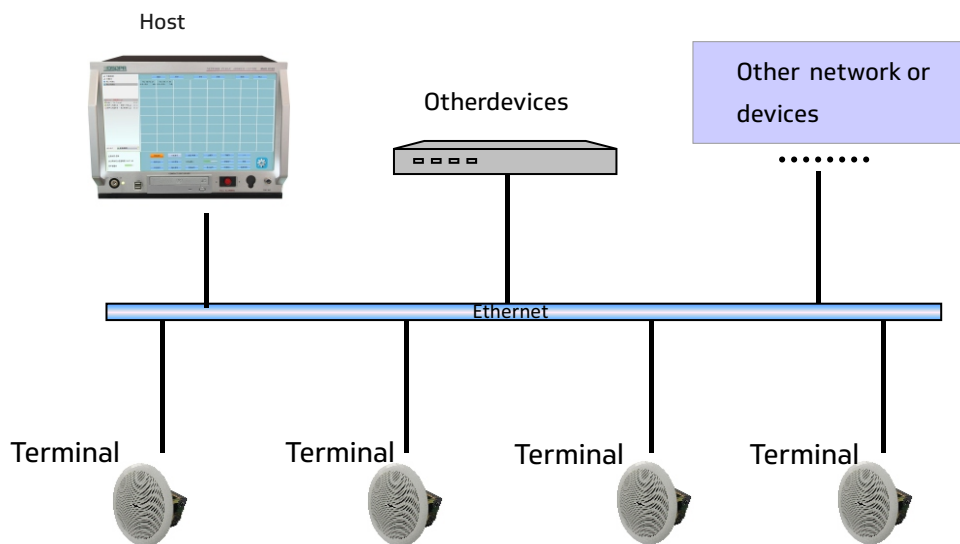 Host
Otherdevices
Other network or
devices
Ethernet
Terminal
Terminal
Terminal
Terminal